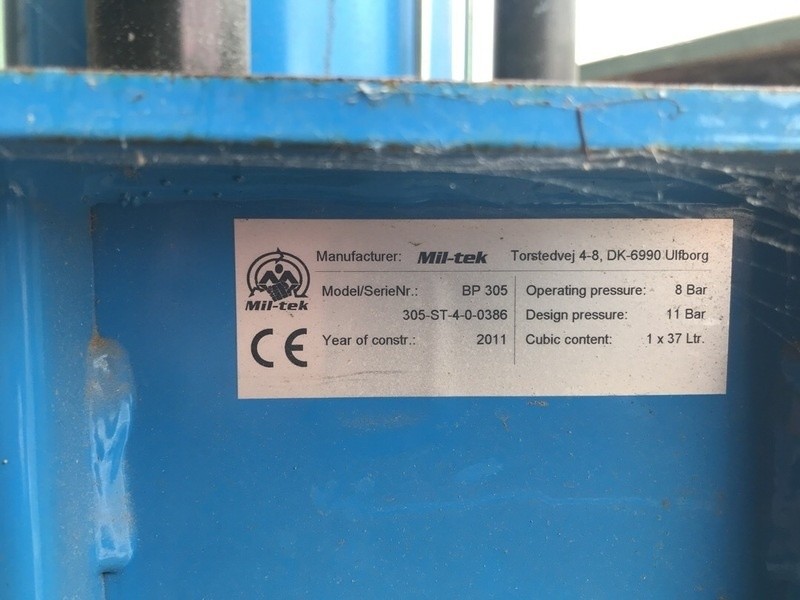 Manufacturer: Mil-tek Torstedvej 4-8, DK-6990 Ulfborg
Mil-tek
Model/SerieNr.: BP 305 Operating pressure: 8 Bar
305-ST-4-0-0386 Design pressure: 11 Bar
CE Year of constr.: 2011 Cubic content: 1 x 37 Ltr.